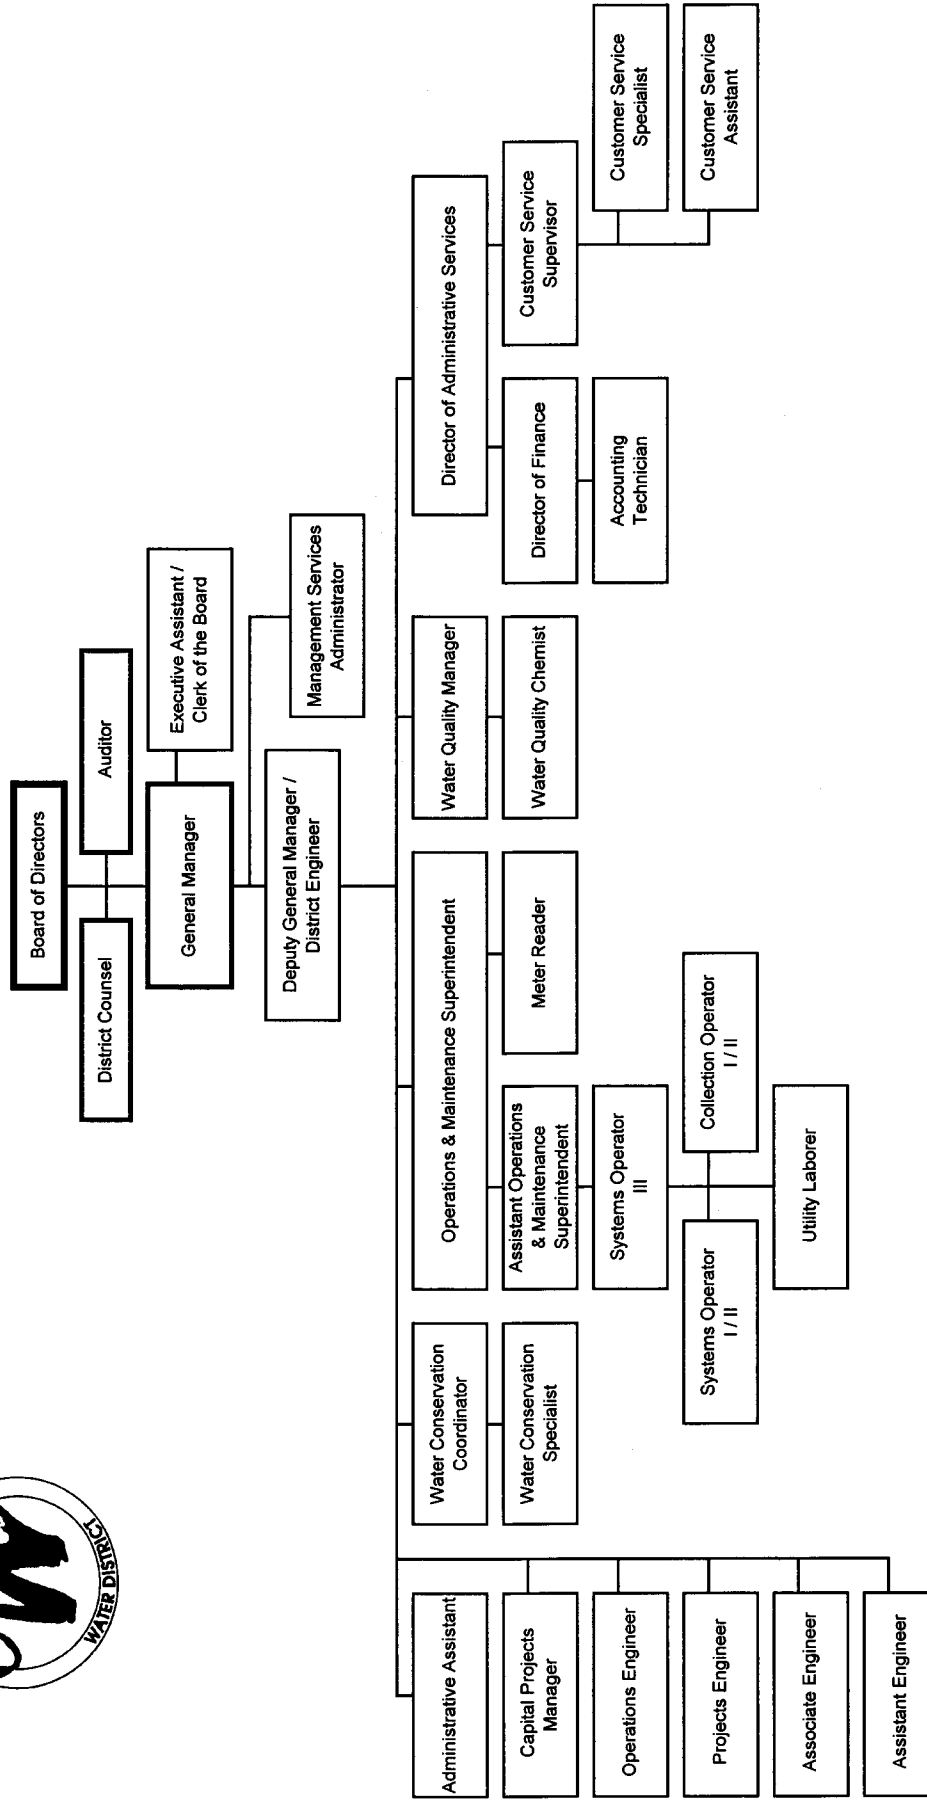 WATER DISTRICT
Board of Directors
District Counsel
Auditor
General Manager
Executive Assistant /
Clerk of the Board
Deputy General Manager /
District Engineer
Management Services
Administrator
Administrative Assistant
Capital Projects
Manager
Operations Engineer
Projects Engineer
Associate Engineer
Assistant Engineer
Water Conservation
Coordinator
Water Conservation
Specialist
Operations & Maintenance Superintendent
Assistant Operations
& Maintenance
Superintendent
Meter Reader
Systems Operator
III
Systems Operator
I / II
Collection Operator
I / II
Utility Laborer
Water Quality Manager
Water Quality Chemist
Director of Administrative Services
Director of Finance
Accounting
Technician
Customer Service
Supervisor
Customer Service
Specialist
Customer Service
Assistant